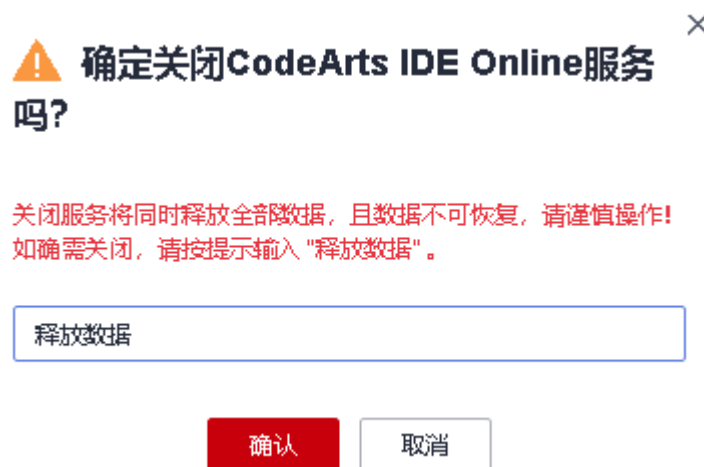 确定关闭CodeArts IDE Online服务
吗?
关闭服务将同时释放全部数据，且数据不可恢复，请谨慎操作!
如确需关闭，请按提示输入"释放数据"。
释放数据
确认 取消